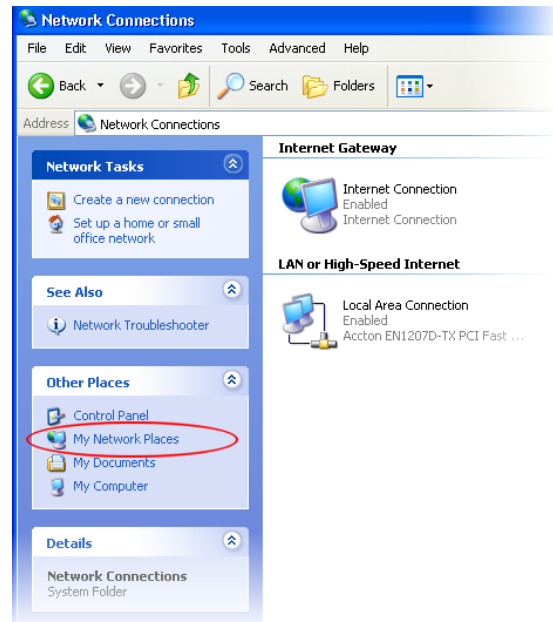 Network Connections
File Edit View Favorites Tools Advanced Help
Back Search Folders
Address Network Connections
Network Tasks
Create a new connection
Set up a home or small
office network
See Also
Network Troubleshooter
Other Places
Control Panel
My Network Places
My Documents
My Computer
Details
Network Connections
System Folder
Internet Gateway
Internet Connection
Enabled
Internet Connection
LAN or High-Speed Internet
Local Area Connection
Enabled
Accton EN1207D-TX PCI Fast ...